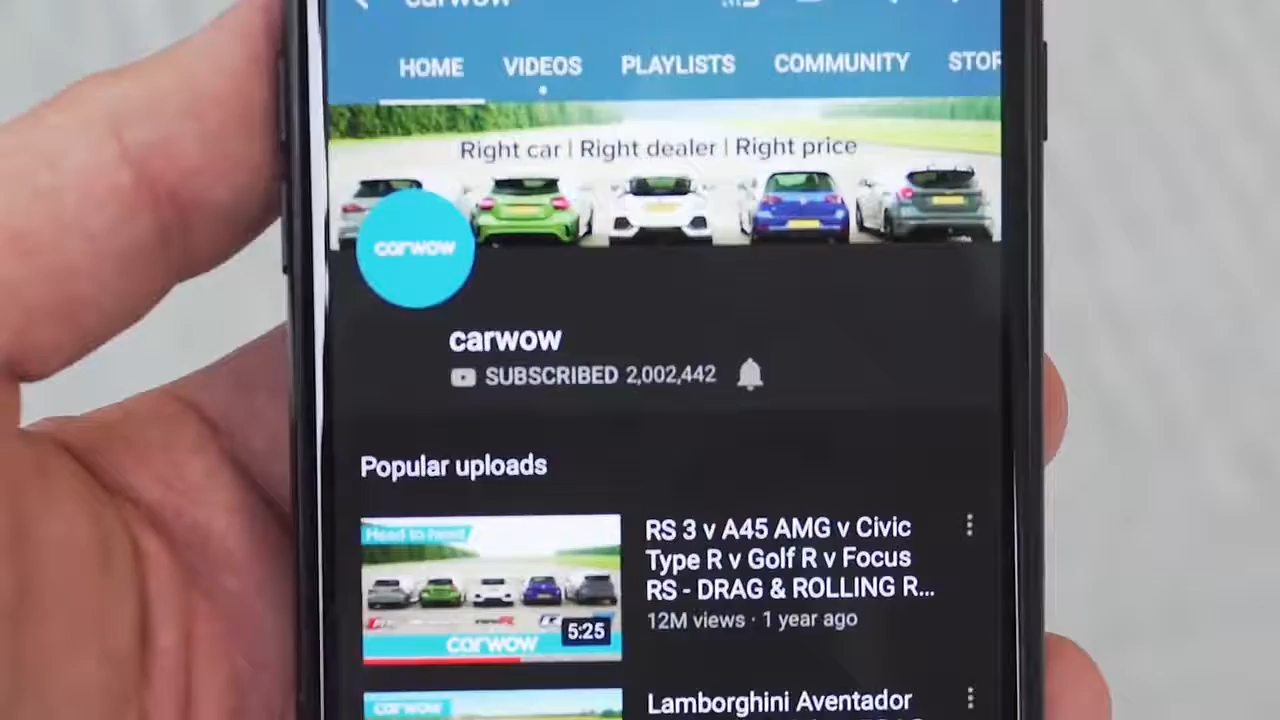 carwow
HOME VIDEOS PLAYLISTS COMMUNITY STOR
Right car | Right dealer | Right price
carwow
carwow
SUBSCRIBED 2,002,442
Popular uploads
Head to head
carwow
5:25
RS 3 v A45 AMG v Civic
Type R v Golf R v Focus
RS - DRAG & ROLLING R...
12M views · 1 year ago
carwow
Lamborghini Aventador